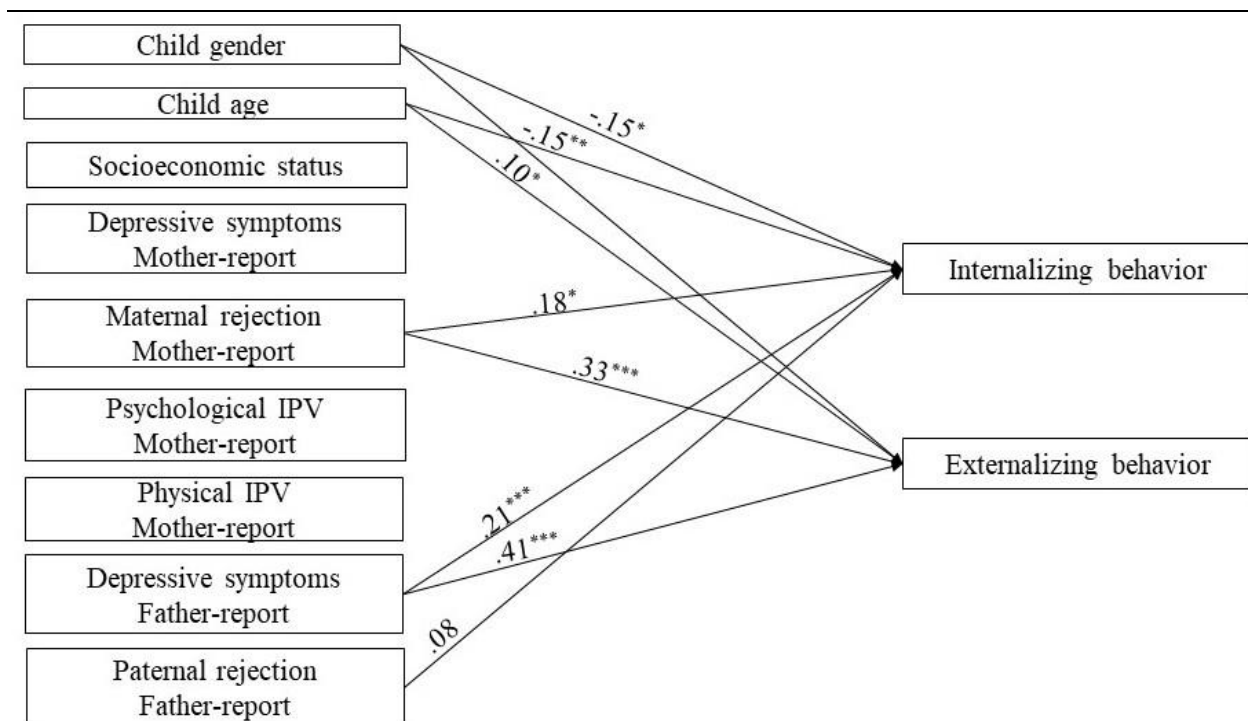 Child gender
Child age
Socioeconomic status
Depressive symptoms
Mother-report
Maternal rejection
Mother-report
Psychological IPV
Mother-report
Physical IPV
Mother-report
Depressive symptoms
Father-report
Paternal rejection
Father-report
-.15*
-.15**
.10*
.18*
.33***
.21***
.41***
.08
Internalizing behavior
Externalizing behavior